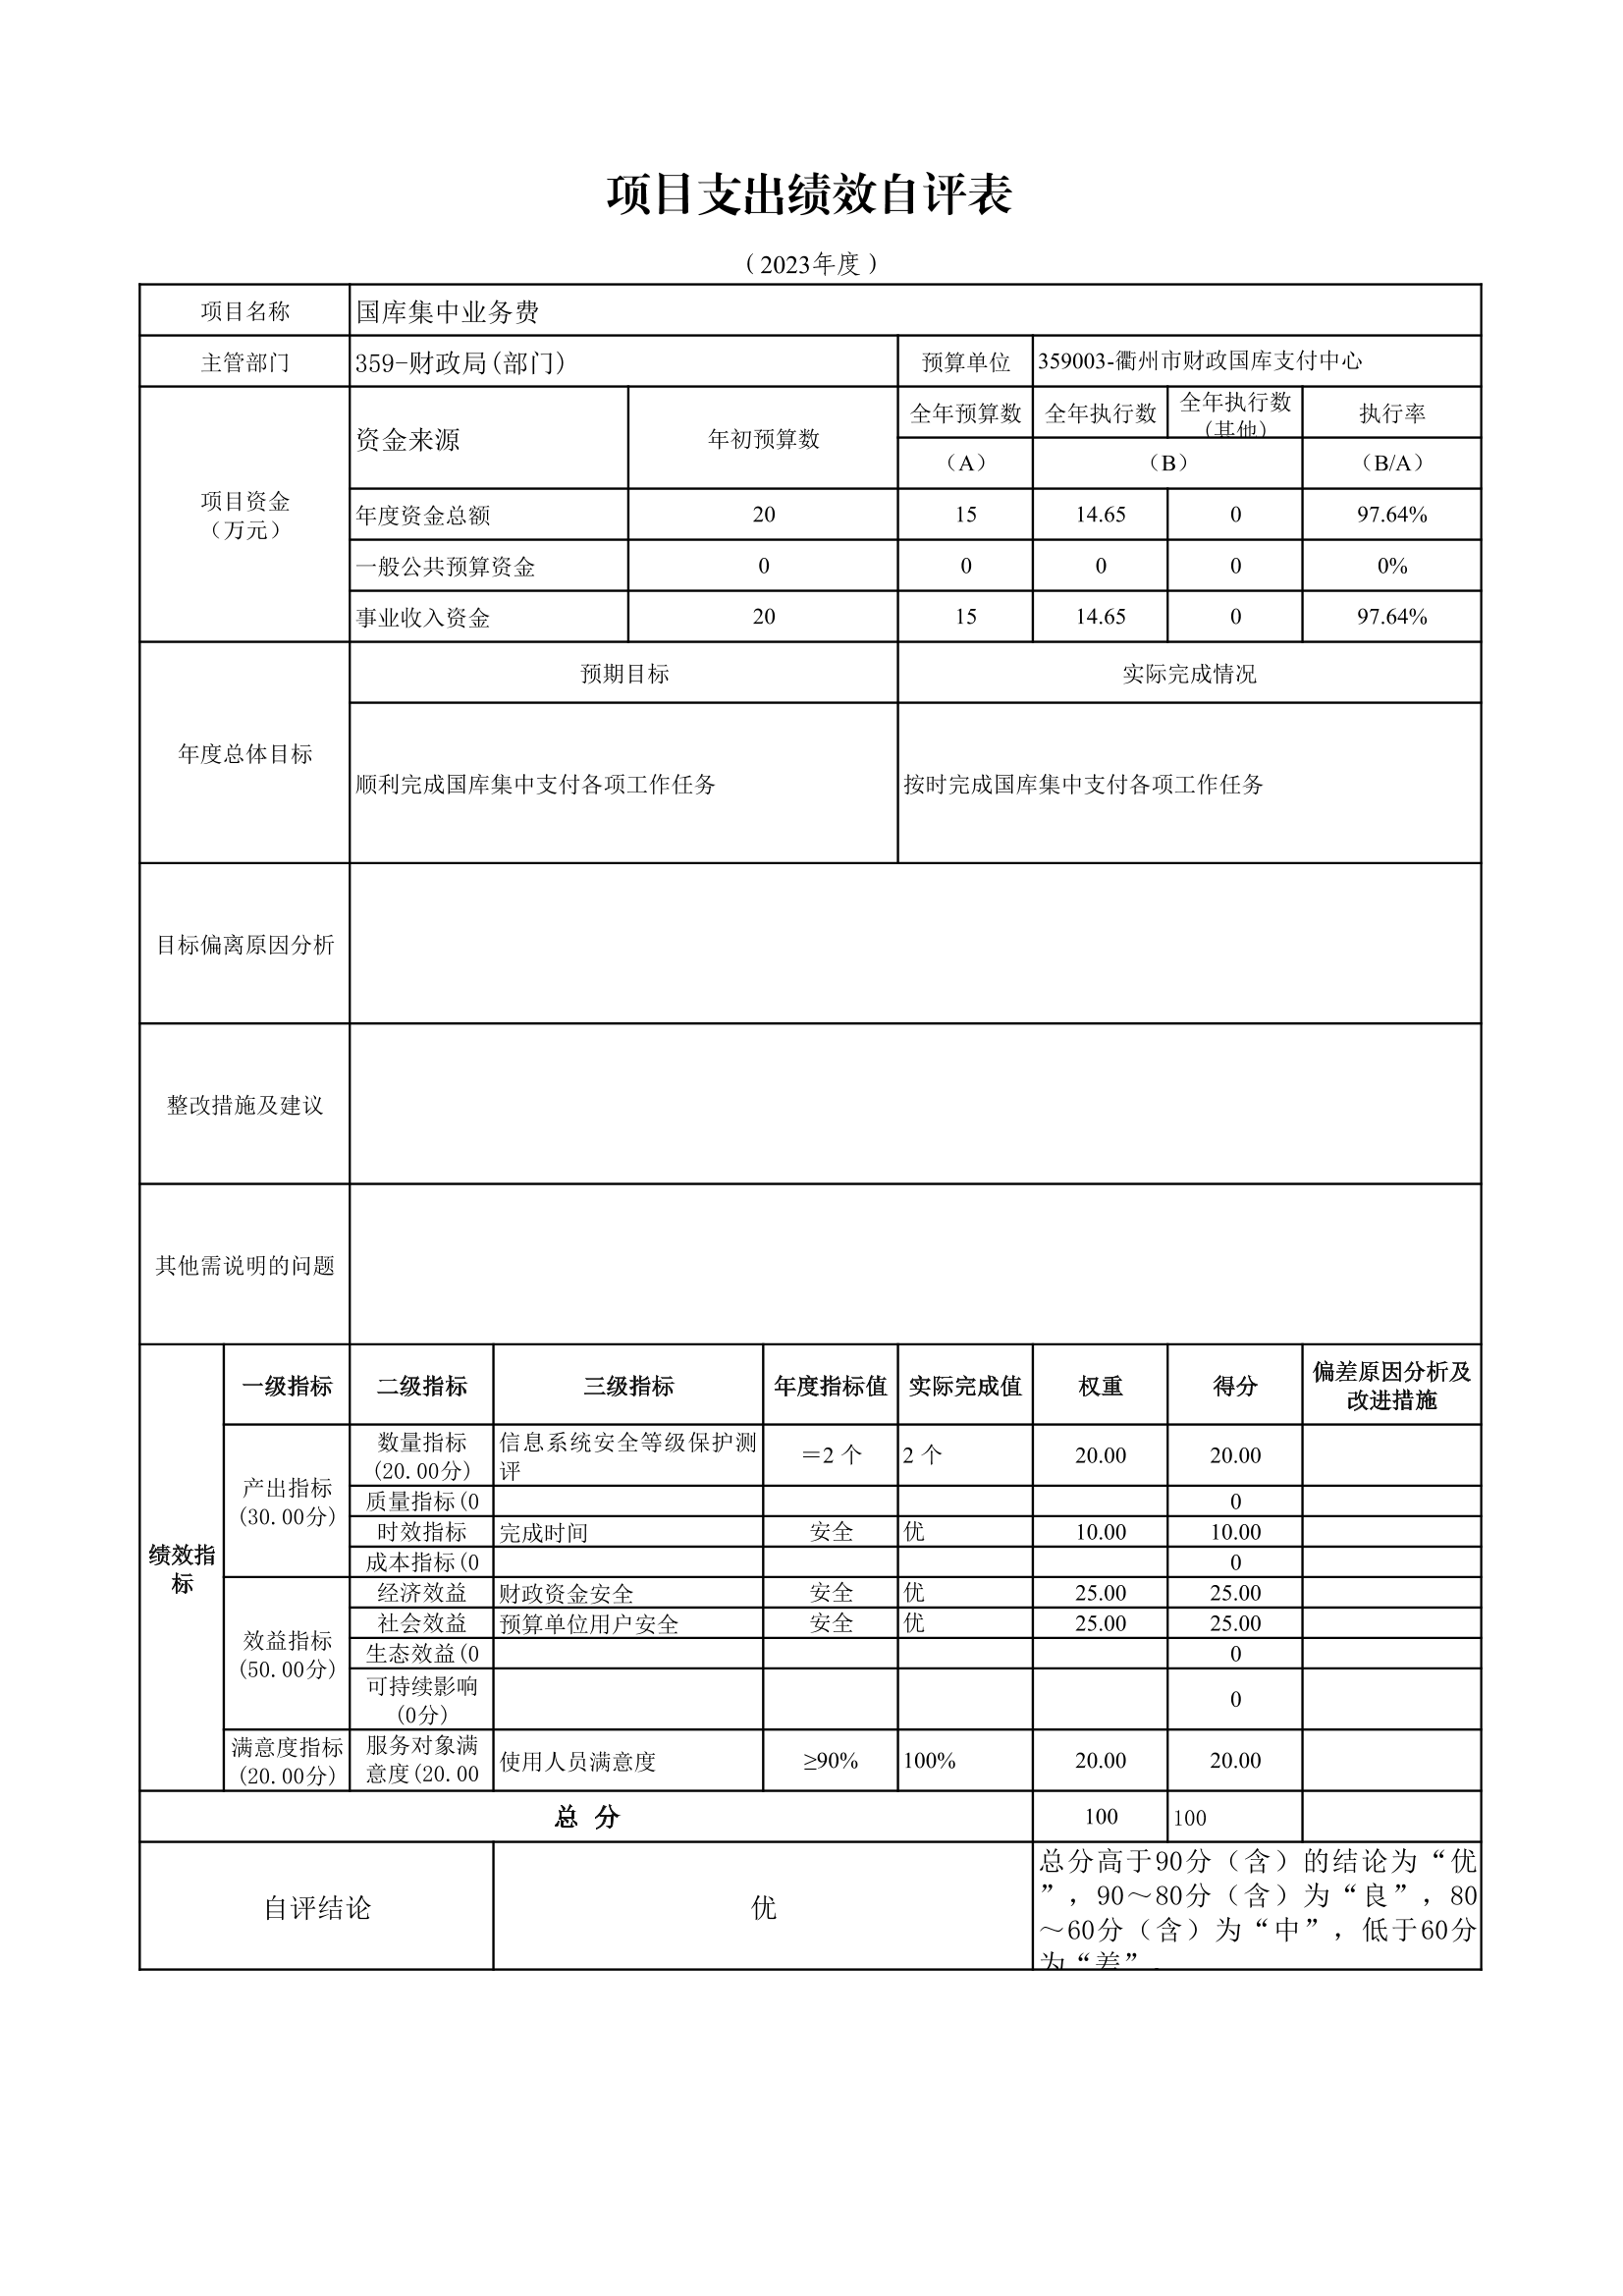 项目支出绩效自评表
（2023年度）
项目名称 国库集中业务费
主管部门 359-财政局(部门) 预算单位 359003-衢州市财政国库支付中心
项目资金
（万元）
资金来源 年初预算数 全年预算数 全年执行数 全年执行数
(其他) 执行率
（A） （B） （B/A）
年度资金总额 20 15 14.65 0 97.64%
一般公共预算资金 0 0 0 0 0%
事业收入资金 20 15 14.65 0 97.64%
年度总体目标
预期目标 实际完成情况
顺利完成国库集中支付各项工作任务 按时完成国库集中支付各项工作任务
目标偏离原因分析
整改措施及建议
其他需说明的问题
绩效指
标
一级指标 二级指标 三级指标 年度指标值 实际完成值 权重 得分 偏差原因分析及
改进措施
产出指标
(30.00分)
数量指标
(20.00分)
信息系统安全等级保护测
评
＝2 个 2 个 20.00 20.00
质量指标(0 0
时效指标 完成时间 安全 优 10.00 10.00
成本指标(0 0
效益指标
(50.00分)
经济效益 财政资金安全 安全 优 25.00 25.00
社会效益 预算单位用户安全 安全 优 25.00 25.00
生态效益(0 0
可持续影响
(0分) 0
满意度指标
(20.00分)
服务对象满
意度(20.00
使用人员满意度 ≥90% 100% 20.00 20.00
总 分 100 100
自评结论 优
总分高于90分（含）的结论为“优
”，90～80分（含）为“良”，80
～60分（含）为“中”，低于60分
为“差”。